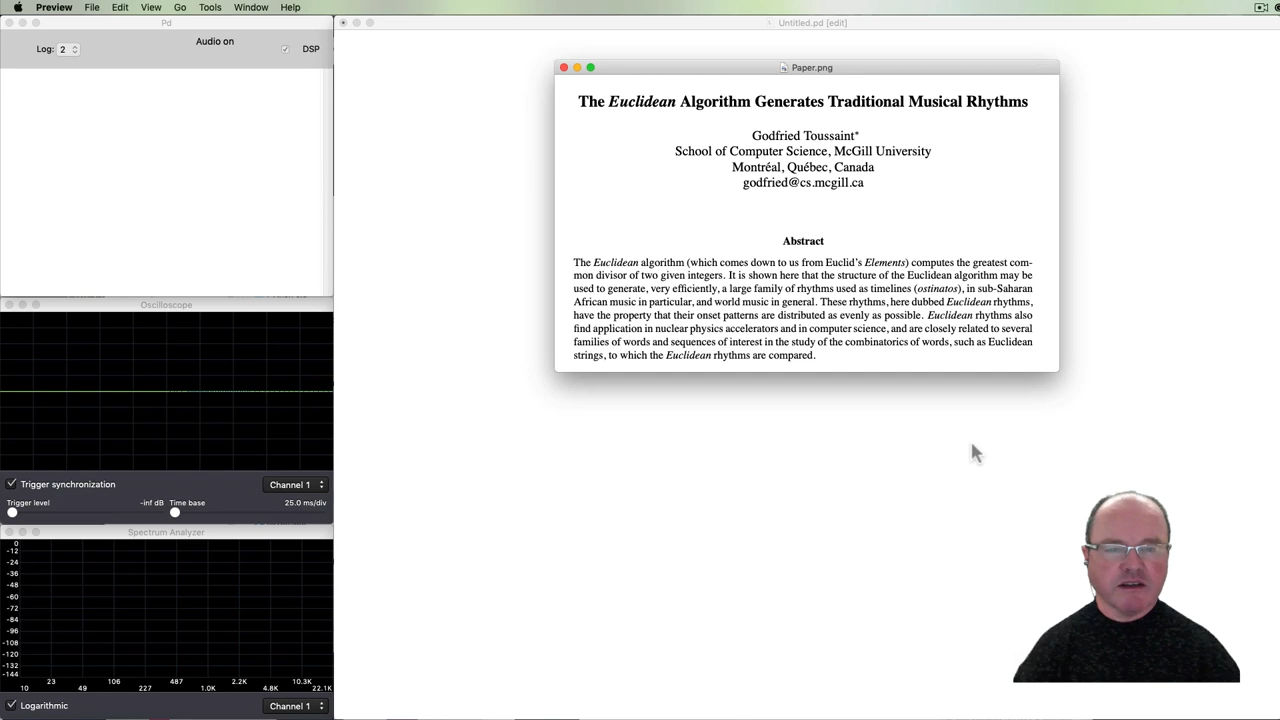 Preview File Edit View Go Tools Window Help
Pd
Untitled.pd [edit]
Log: 2
Audio on
DSP
Paper.png
The Euclidean Algorithm Generates Traditional Musical Rhythms
Godfried Toussaint*
School of Computer Science, McGill University
Montréal, Québec, Canada
godfried@cs.mcgill.ca
Abstract
The Euclidean algorithm (which comes down to us from Euclid's Elements) computes the greatest com-
mon divisor of two given integers. It is shown here that the structure of the Euclidean algorithm may be
used to generate, very efficiently, a large family of rhythms used as timelines (ostinatos), in sub-Saharan
African music in particular, and world music in general. These rhythms, here dubbed Euclidean rhythms,
have the property that their onset patterns are distributed as evenly as possible. Euclidean rhythms also
find application in nuclear physics accelerators and in computer science, and are closely related to several
families of words and sequences of interest in the study of the combinatorics of words, such as Euclidean
strings, to which the Euclidean rhythms are compared.
Oscilloscope
Trigger synchronization
Channel 1
Trigger level
-inf dB
Time base
25.0 ms/div
Spectrum Analyzer
0
-12
-24
-36
-48
-60
-72
-84
-96
-108
-120
-132
-144
23 106 487 2.2K 10.3K
10 49 227 1.0K 4.8K 22.1K
Logarithmic
Channel 1